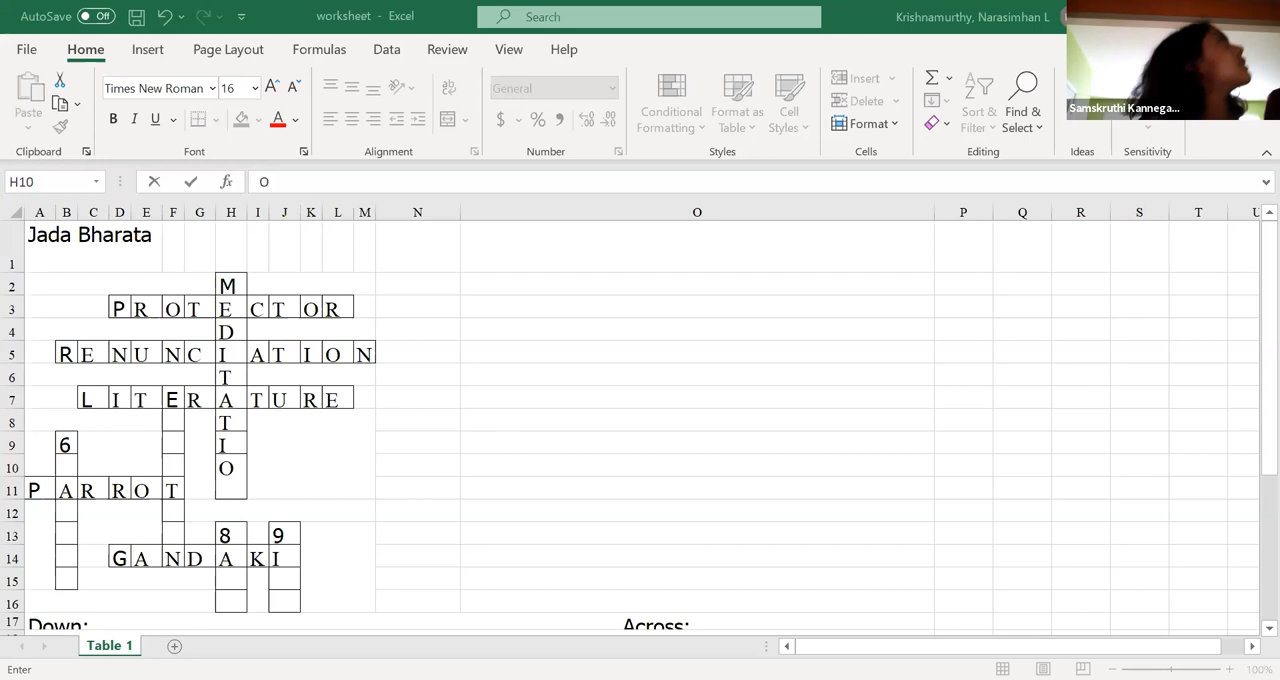 AutoSave Off worksheet - Excel Search Krishnamurthy, Narasimhan L
File Home Insert Page Layout Formulas Data Review View Help
Samskruthi Kannega...
Paste Times New Roman 16 General Conditional Formatting Format as Table Cell Styles Insert Delete Format Sort & Filter Find & Select
Clipboard Font Alignment Number Styles Cells Editing Ideas Sensitivity
H10 fx O
A B C D E F G H I J K L M N O P Q R S T U
Jada Bharata
1
2 M
3 P R O T E C T O R
4 D
5 R E N U N C I A T I O N
6 T
7 L I T E R A T U R E
8 T
9 6 I
10 O
11 P A R R O T
12
13 8 9
14 G A N D A K I
15
16
17 Down: Across:
Table 1
Enter 100%